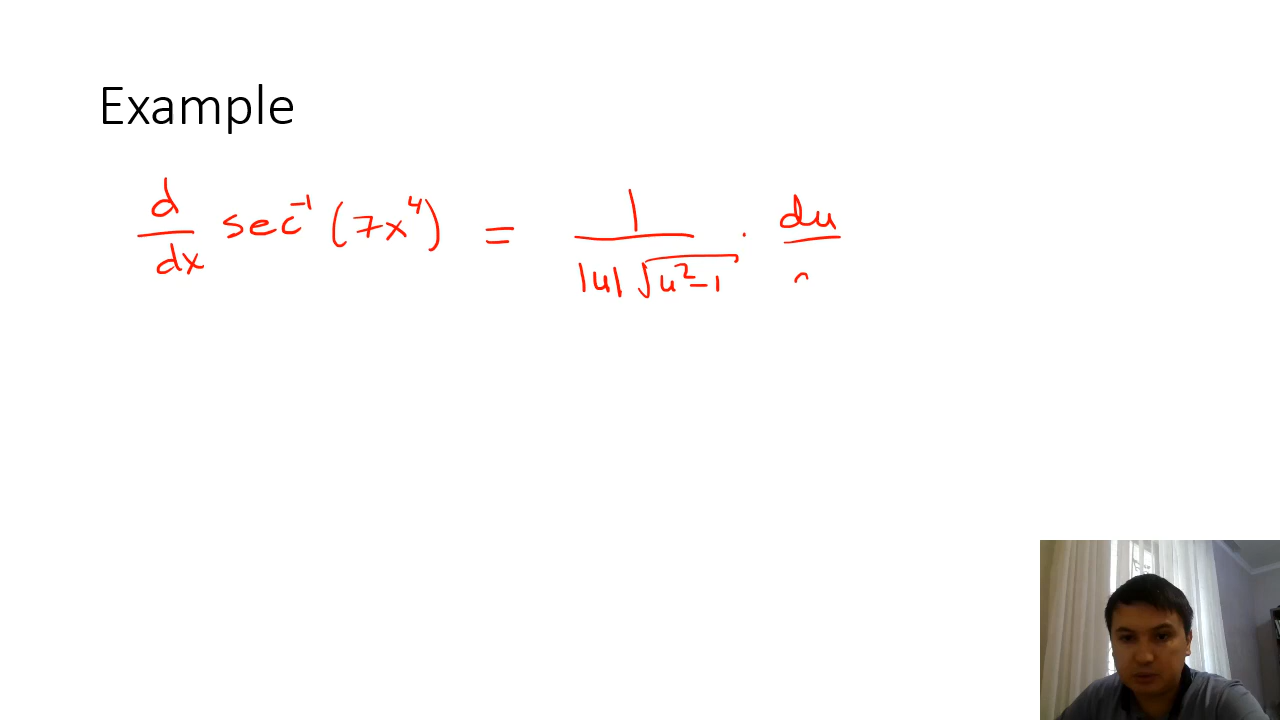 Example
d/dx sec⁻¹ (7x⁴) = 1/(|u|√(u²-1)) · du/